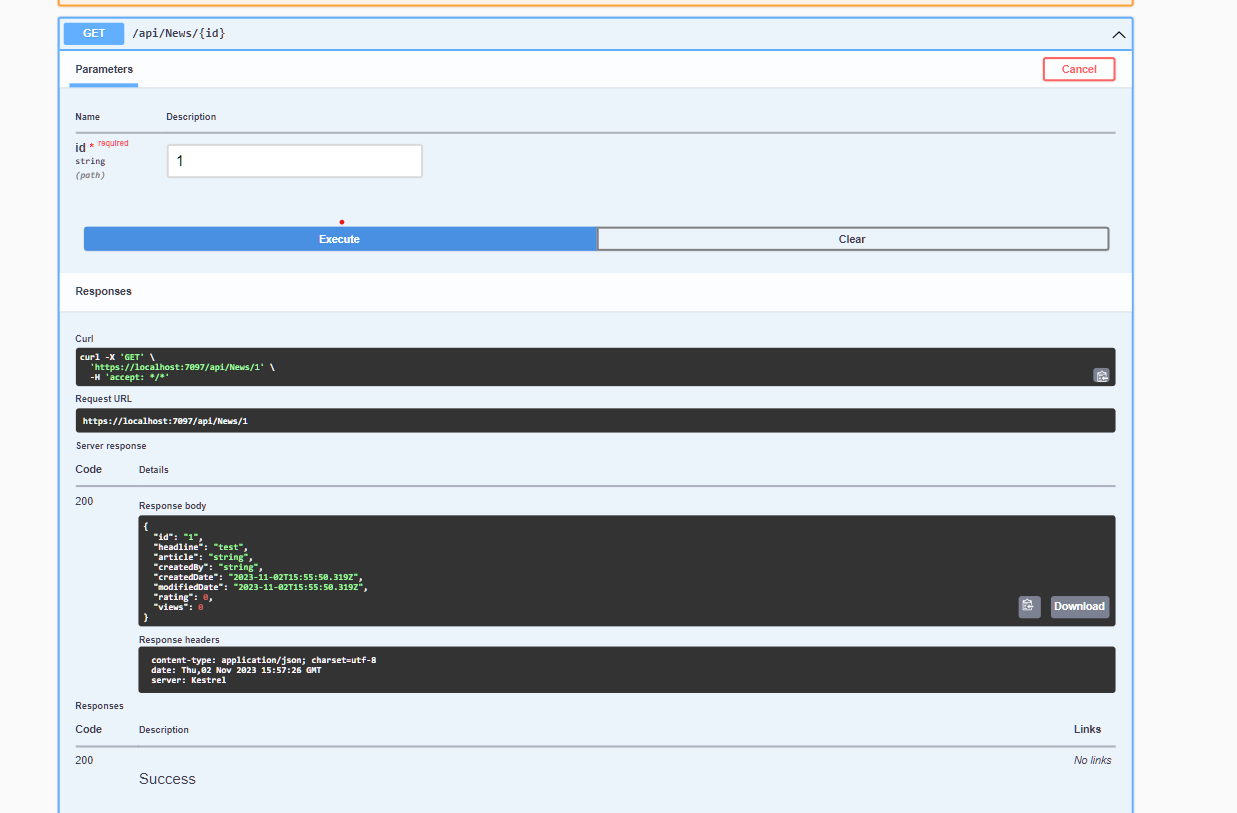 GET /api/News/{id}
Parameters Cancel
Name Description
id * required
string
(path)
1
Execute Clear
Responses
Curl
curl -X 'GET' \
'https://localhost:7097/api/News/1' \
-H 'accept: */*'
Request URL
https://localhost:7097/api/News/1
Server response
Code Details
200
Response body
{
"id": "1",
"headline": "test",
"article": "string",
"createdBy": "string",
"createdDate": "2023-11-02T15:55:50.319Z",
"modifiedDate": "2023-11-02T15:55:50.319Z",
"rating": 0,
"views": 0
}
Download
Response headers
content-type: application/json; charset=utf-8
date: Thu,02 Nov 2023 15:57:26 GMT
server: Kestrel
Responses
Code Description Links
200 No links
Success